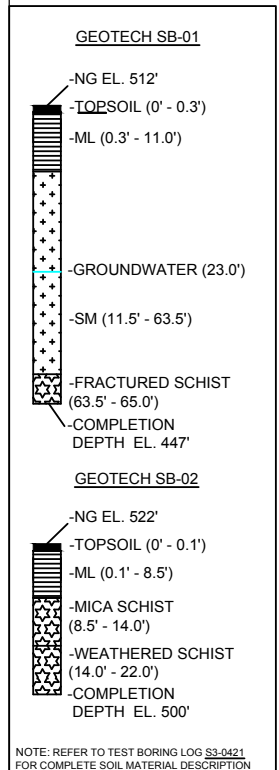 GEOTECH SB-01
-NG EL. 512'
-TOPSOIL (0' - 0.3')
-ML (0.3' - 11.0')
-GROUNDWATER (23.0')
-SM (11.5' - 63.5')
-FRACTURED SCHIST
(63.5' - 65.0')
-COMPLETION
DEPTH EL. 447'
GEOTECH SB-02
-NG EL. 522'
-TOPSOIL (0' - 0.1')
-ML (0.1' - 8.5')
-MICA SCHIST
(8.5' - 14.0')
-WEATHERED SCHIST
(14.0' - 22.0')
-COMPLETION
DEPTH EL. 500'
NOTE: REFER TO TEST BORING LOG S3-0421
FOR COMPLETE SOIL MATERIAL DESCRIPTION